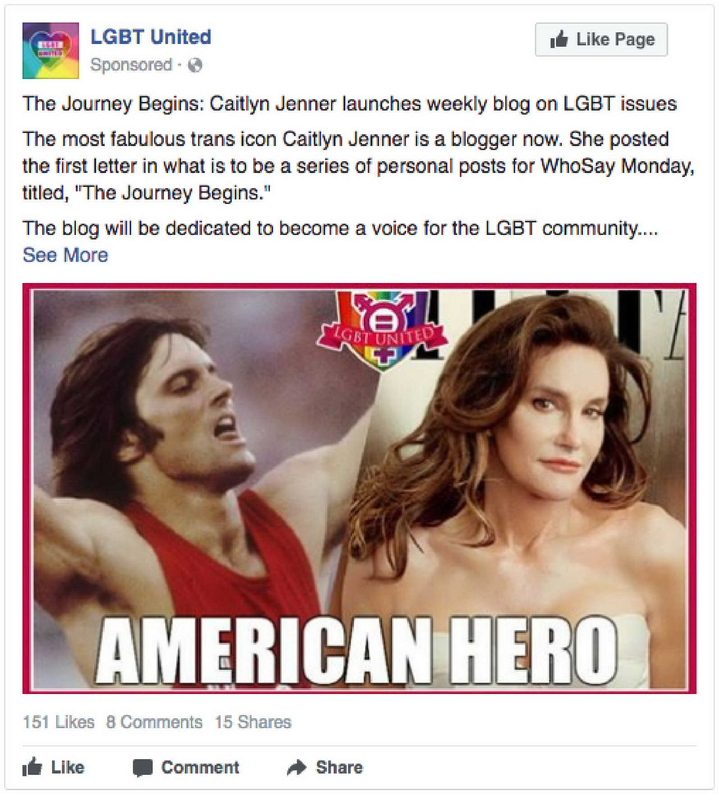 LGBT United
Like Page
Sponsored ·
The Journey Begins: Caitlyn Jenner launches weekly blog on LGBT issues
The most fabulous trans icon Caitlyn Jenner is a blogger now. She posted
the first letter in what is to be a series of personal posts for WhoSay Monday,
titled, "The Journey Begins."
The blog will be dedicated to become a voice for the LGBT community....
See More
LGBT UNITED
AMERICAN HERO
151 Likes 8 Comments 15 Shares
Like Comment Share